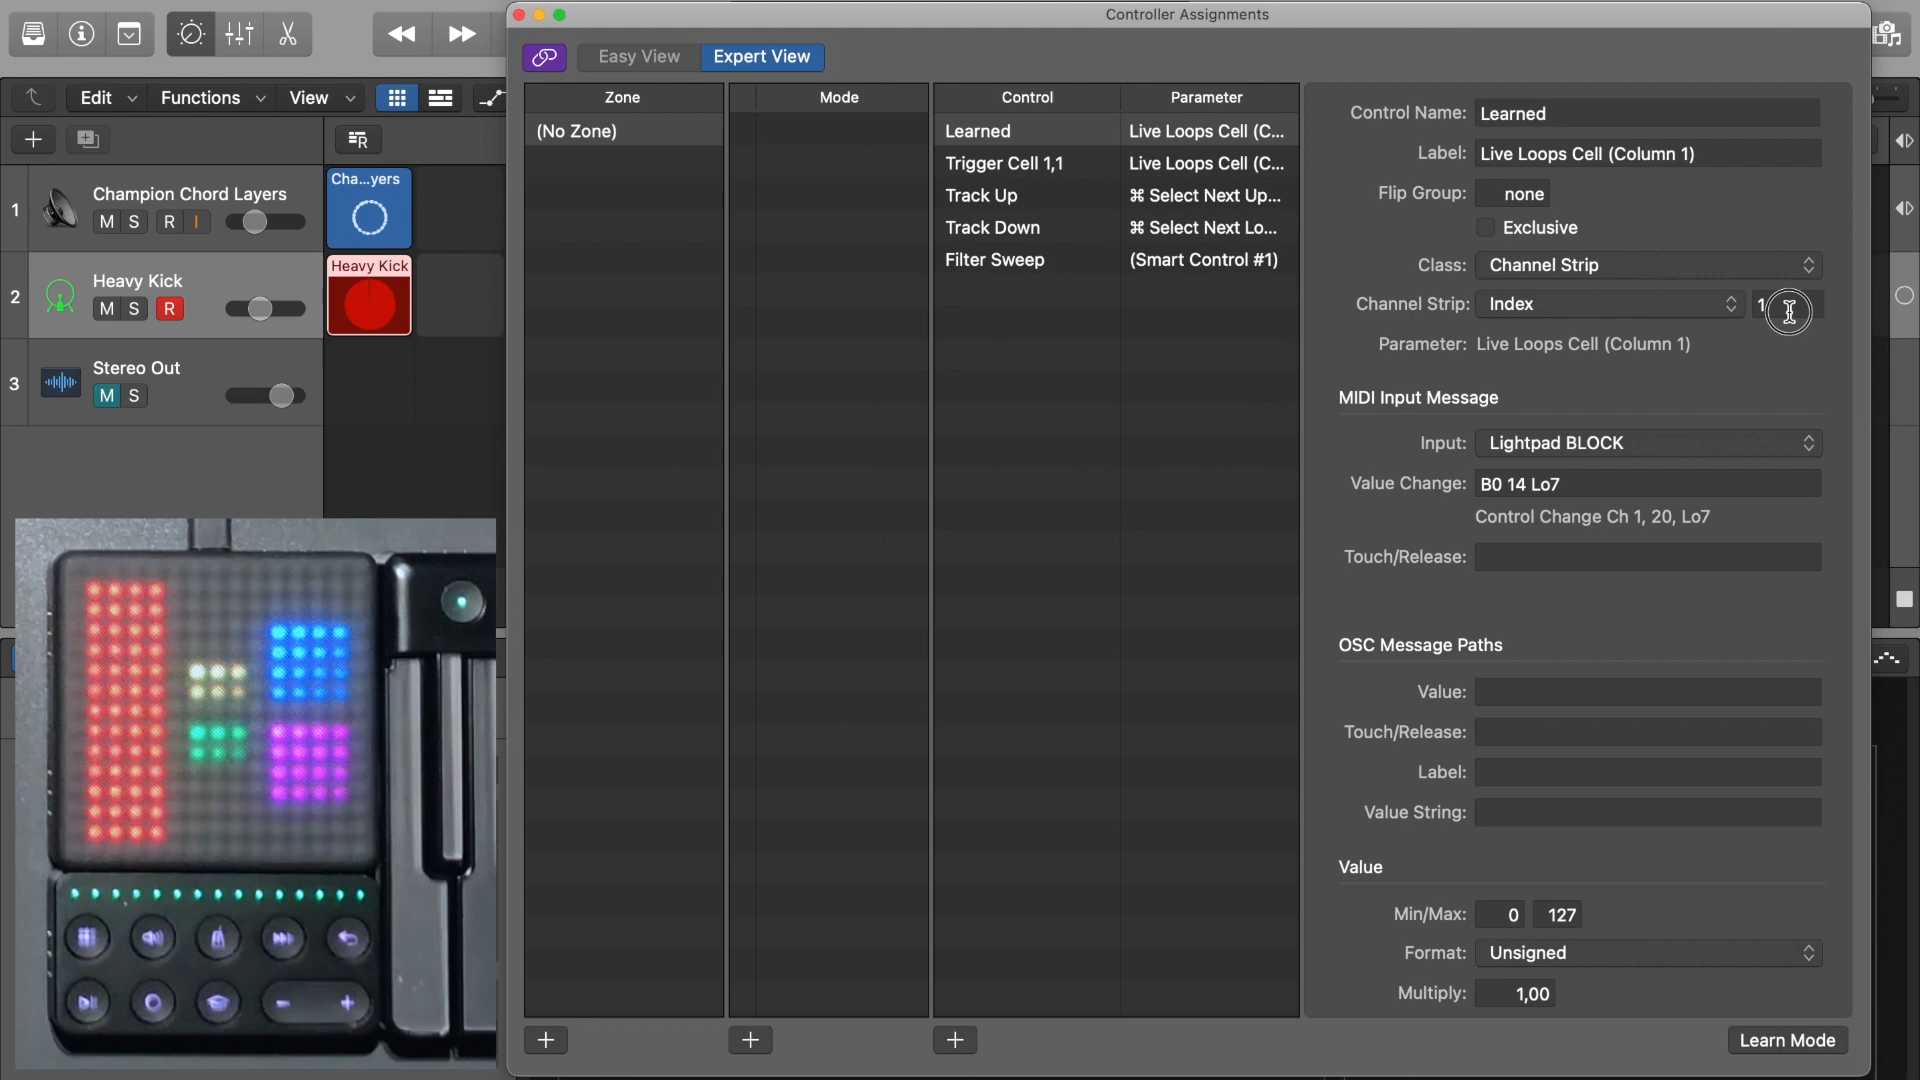 Controller Assignments
Easy View
Expert View
Edit
Functions
View
Zone
Mode
Control
Parameter
(No Zone)
Learned
Live Loops Cell (C...
Trigger Cell 1,1
Live Loops Cell (C...
Track Up
⌘ Select Next Up...
Track Down
⌘ Select Next Lo...
Filter Sweep
(Smart Control #1)
Control Name: Learned
Label: Live Loops Cell (Column 1)
Flip Group: none
Exclusive
Class: Channel Strip
Channel Strip: Index 1
Parameter: Live Loops Cell (Column 1)
MIDI Input Message
Input: Lightpad BLOCK
Value Change: B0 14 Lo7
Control Change Ch 1, 20, Lo7
Touch/Release:
OSC Message Paths
Value:
Touch/Release:
Label:
Value String:
Value
Min/Max: 0 127
Format: Unsigned
Multiply: 1,00
Learn Mode
1
Champion Chord Layers
M S R I
Cha...yers
2
Heavy Kick
M S R
Heavy Kick
3
Stereo Out
M S